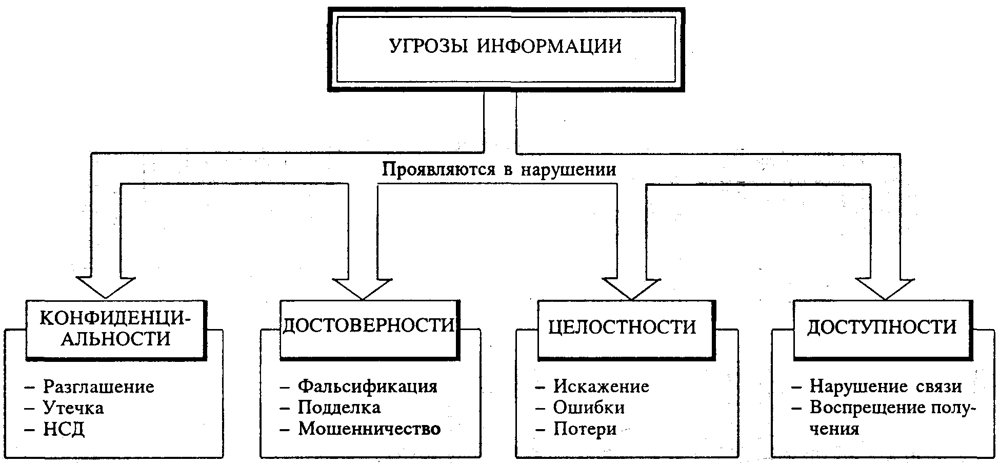 УГРОЗЫ ИНФОРМАЦИИ
Проявляются в нарушении
КОНФИДЕНЦИ-
АЛЬНОСТИ
– Разглашение
– Утечка
– НСД
ДОСТОВЕРНОСТИ
– Фальсификация
– Подделка
– Мошенничество
ЦЕЛОСТНОСТИ
– Искажение
– Ошибки
– Потери
ДОСТУПНОСТИ
– Нарушение связи
– Воспрещение полу-
чения